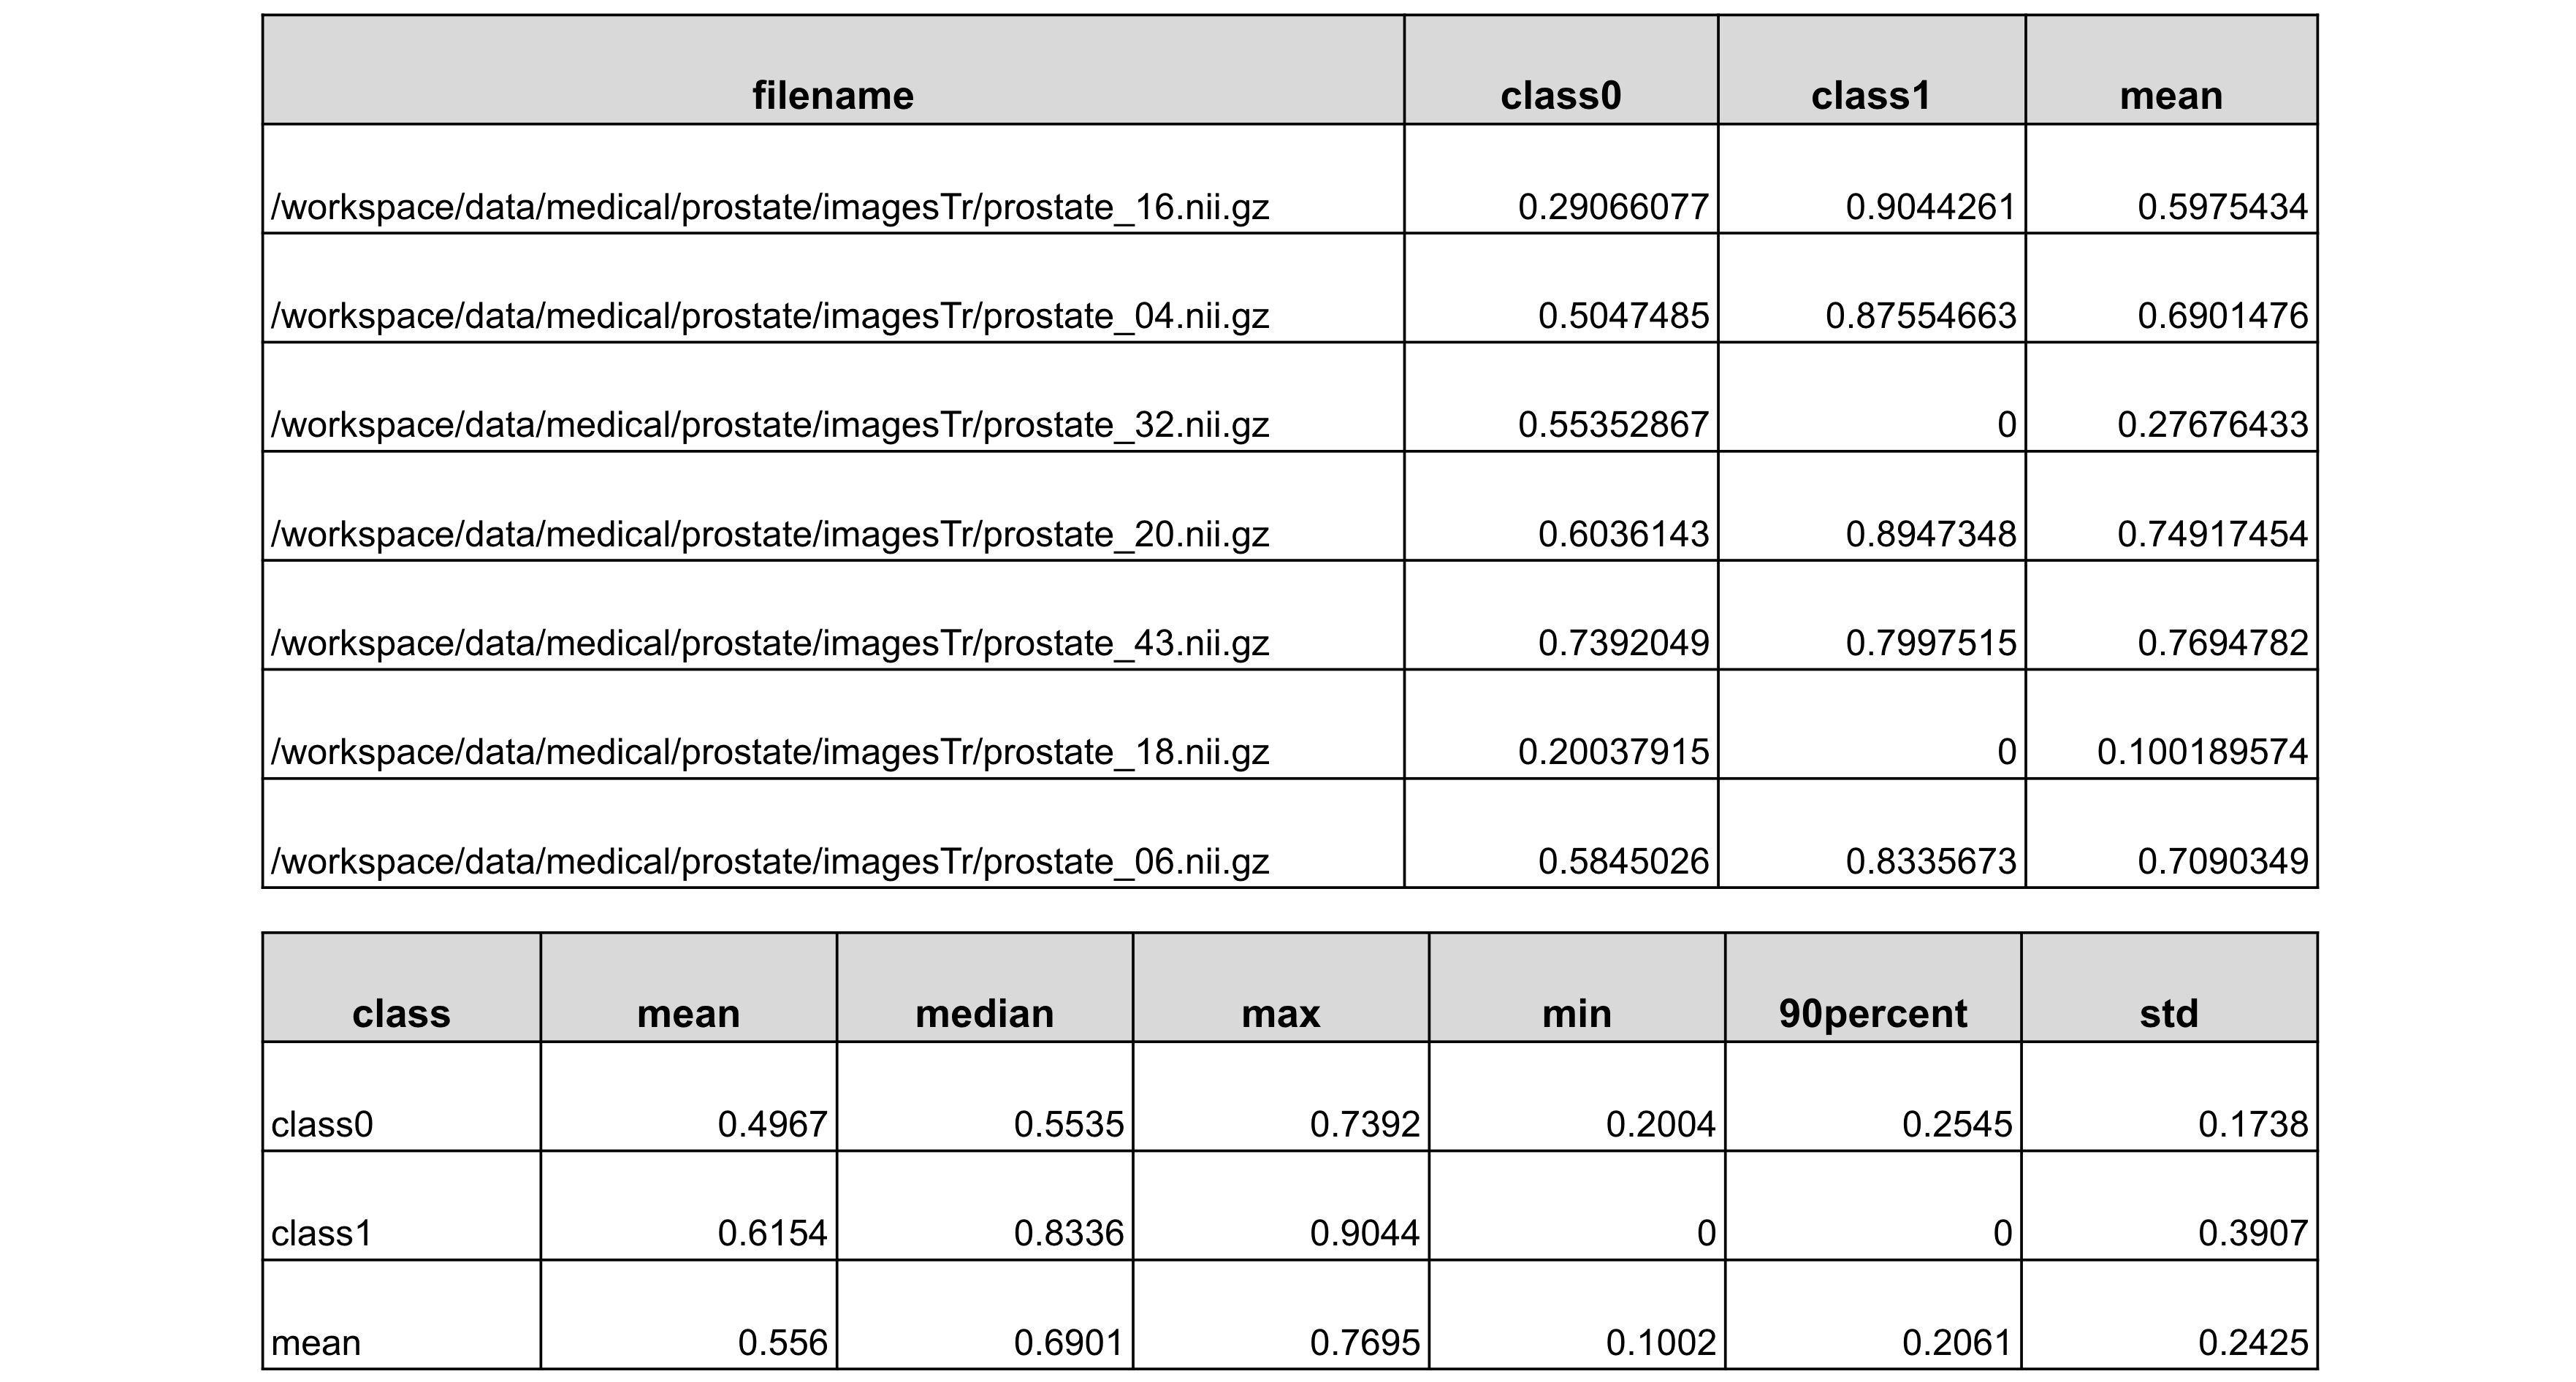 filename class0 class1 mean
/workspace/data/medical/prostate/imagesTr/prostate_16.nii.gz 0.29066077 0.9044261 0.5975434
/workspace/data/medical/prostate/imagesTr/prostate_04.nii.gz 0.5047485 0.87554663 0.6901476
/workspace/data/medical/prostate/imagesTr/prostate_32.nii.gz 0.55352867 0 0.27676433
/workspace/data/medical/prostate/imagesTr/prostate_20.nii.gz 0.6036143 0.8947348 0.74917454
/workspace/data/medical/prostate/imagesTr/prostate_43.nii.gz 0.7392049 0.7997515 0.7694782
/workspace/data/medical/prostate/imagesTr/prostate_18.nii.gz 0.20037915 0 0.100189574
/workspace/data/medical/prostate/imagesTr/prostate_06.nii.gz 0.5845026 0.8335673 0.7090349
class mean median max min 90percent std
class0 0.4967 0.5535 0.7392 0.2004 0.2545 0.1738
class1 0.6154 0.8336 0.9044 0 0 0.3907
mean 0.556 0.6901 0.7695 0.1002 0.2061 0.2425